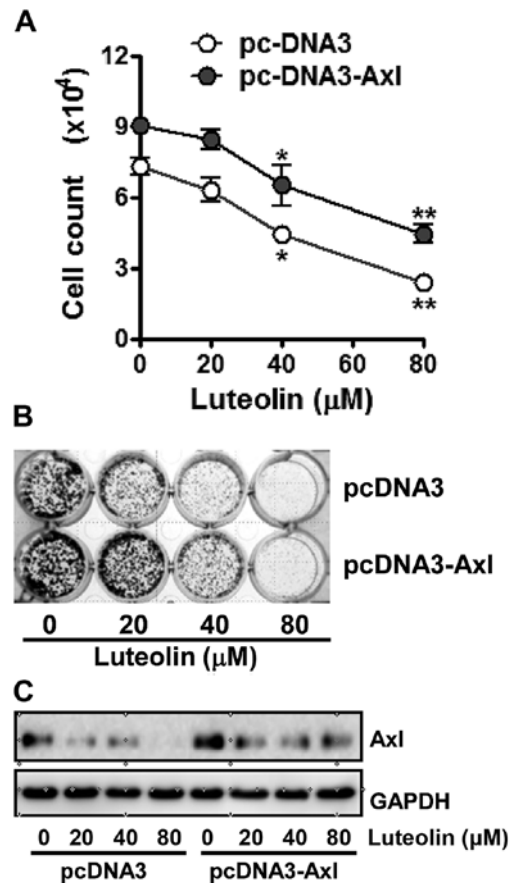 A
pc-DNA3
pc-DNA3-Axl
Cell count (x10⁴)
12
9
6
3
0
*
**
*
**
0 20 40 60 80
Luteolin (μM)
B
pcDNA3
pcDNA3-Axl
0 20 40 80
Luteolin (μM)
C
Axl
GAPDH
0 20 40 80 0 20 40 80 Luteolin (μM)
pcDNA3 pcDNA3-Axl